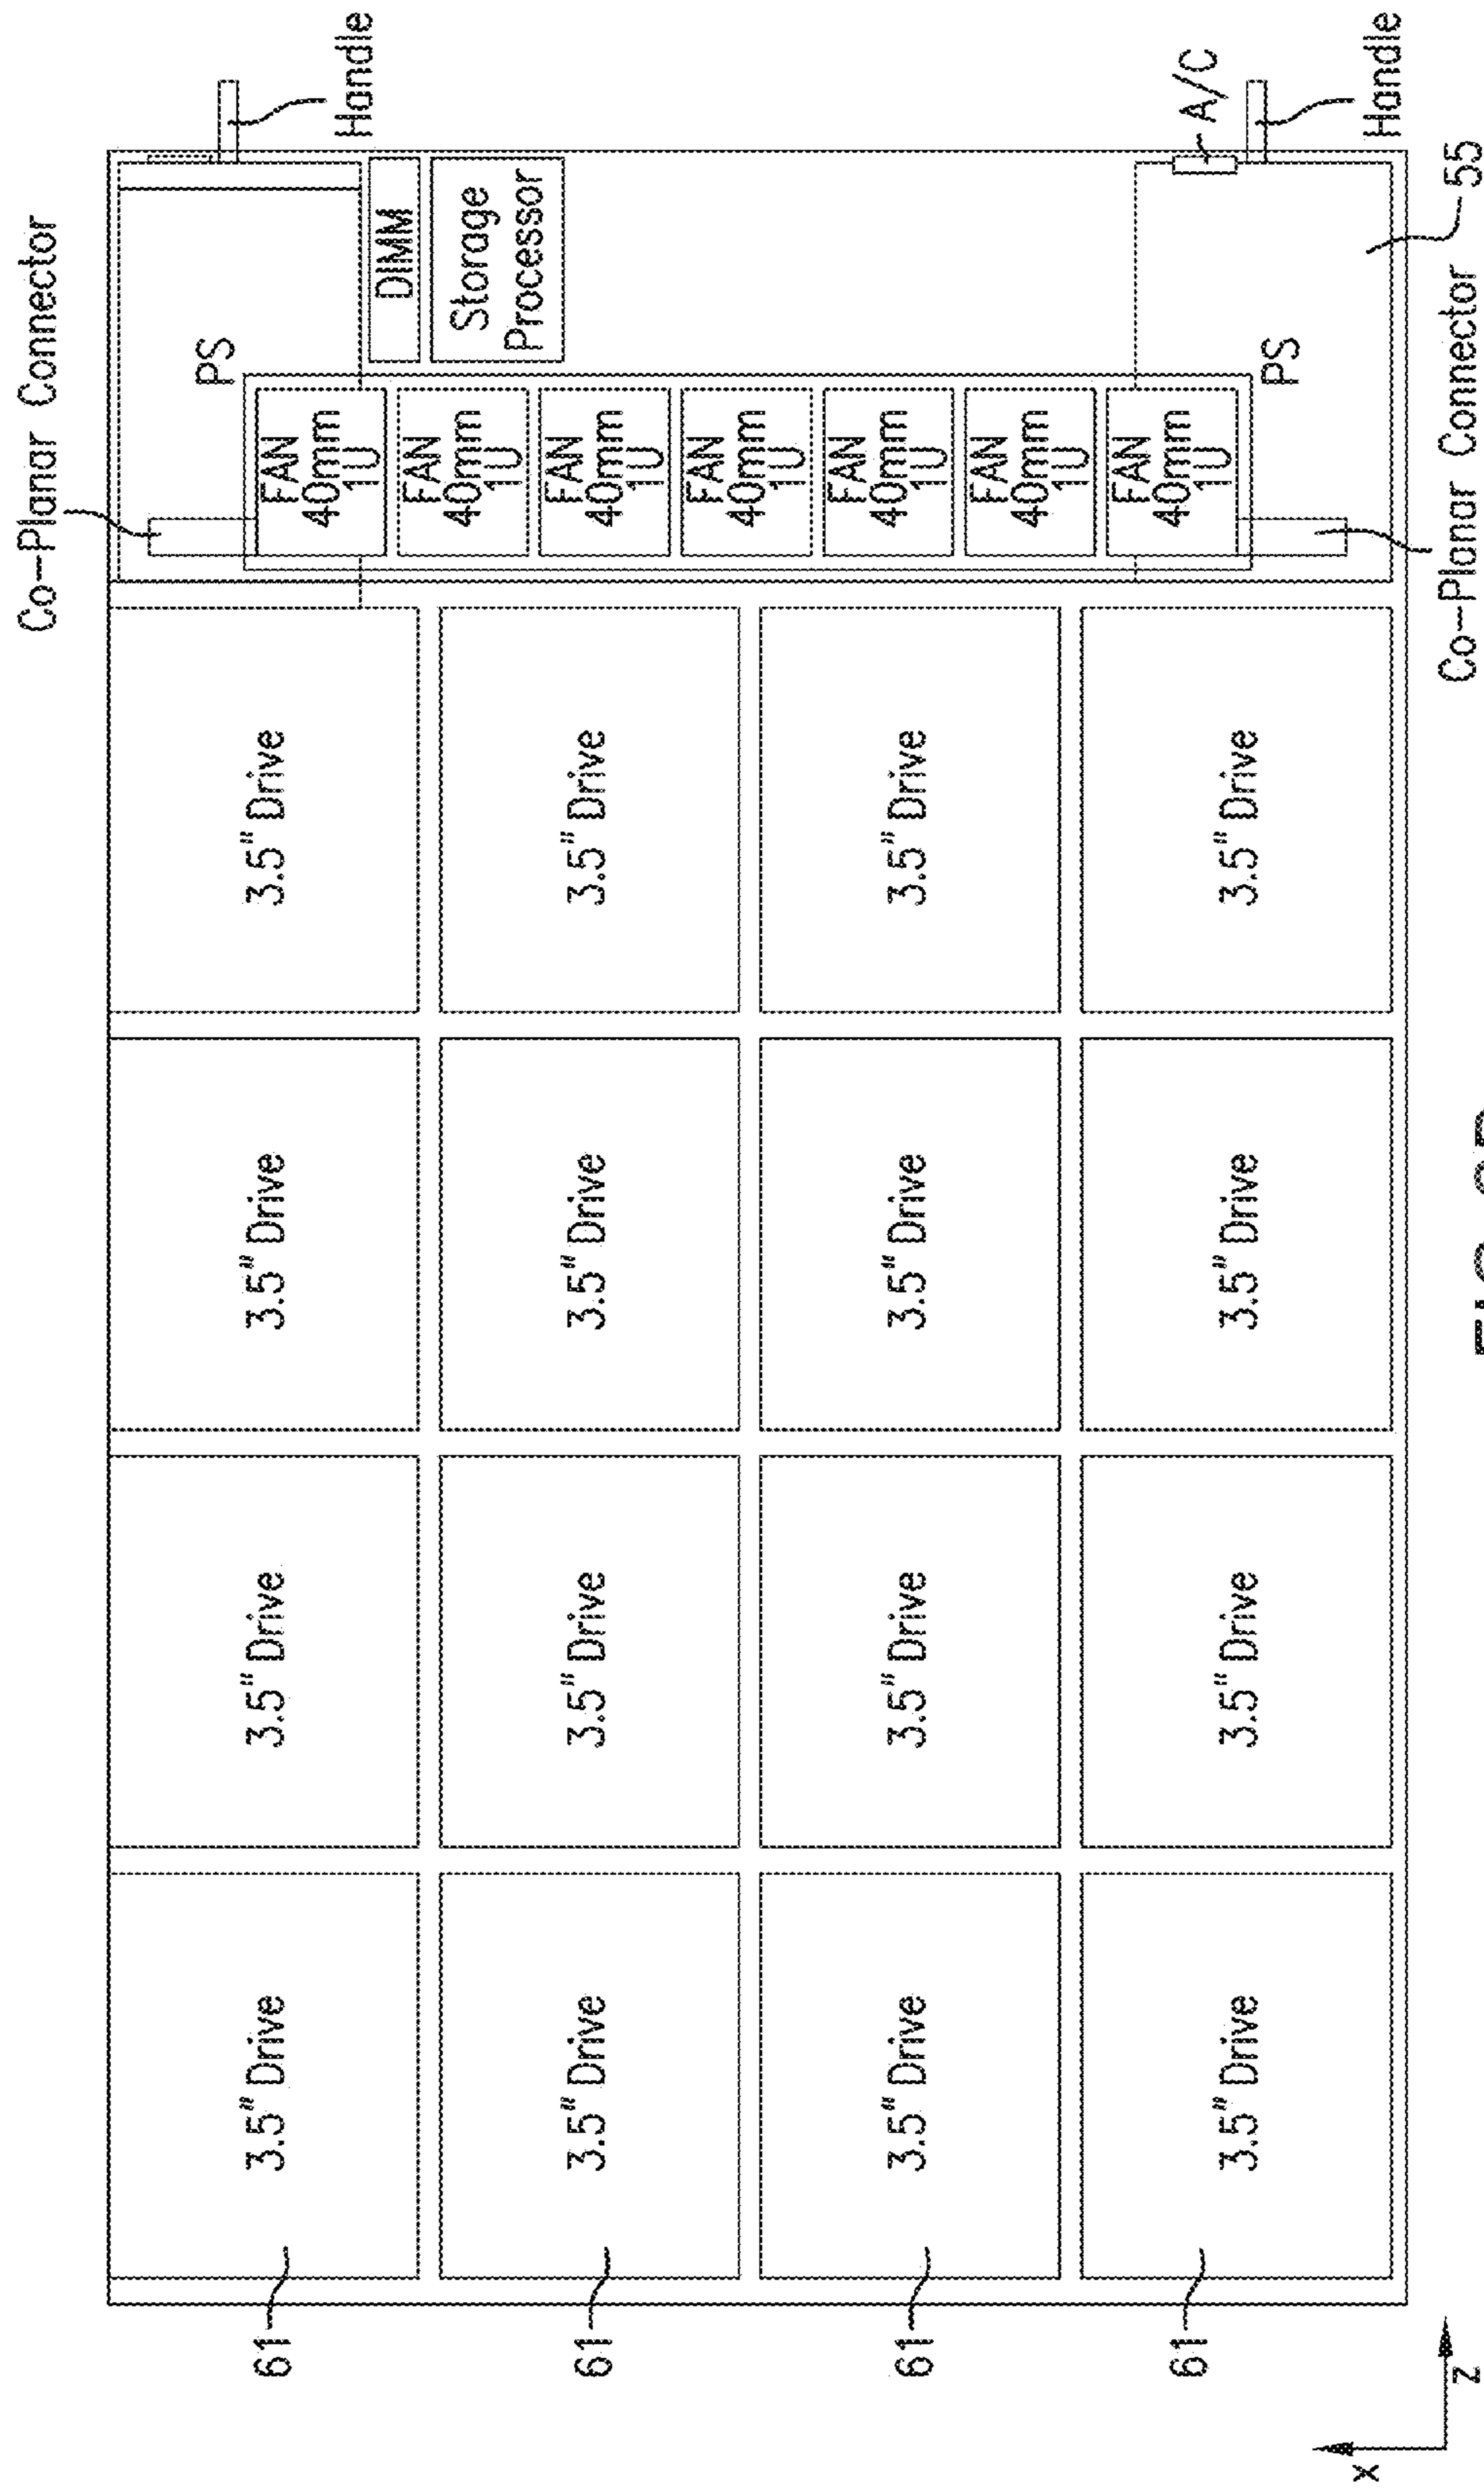 Co-Planar Connector
PS
Handle
61
3.5" Drive
3.5" Drive
3.5" Drive
3.5" Drive
FAN
40mm
1U
DIMM
FAN
40mm
1U
Storage
Processor
61
3.5" Drive
3.5" Drive
3.5" Drive
3.5" Drive
FAN
40mm
1U
FAN
40mm
1U
61
3.5" Drive
3.5" Drive
3.5" Drive
3.5" Drive
FAN
40mm
1U
FAN
40mm
1U
61
3.5" Drive
3.5" Drive
3.5" Drive
3.5" Drive
FAN
40mm
1U
A/C
PS
Handle
x
z
Co-Planar Connector
55